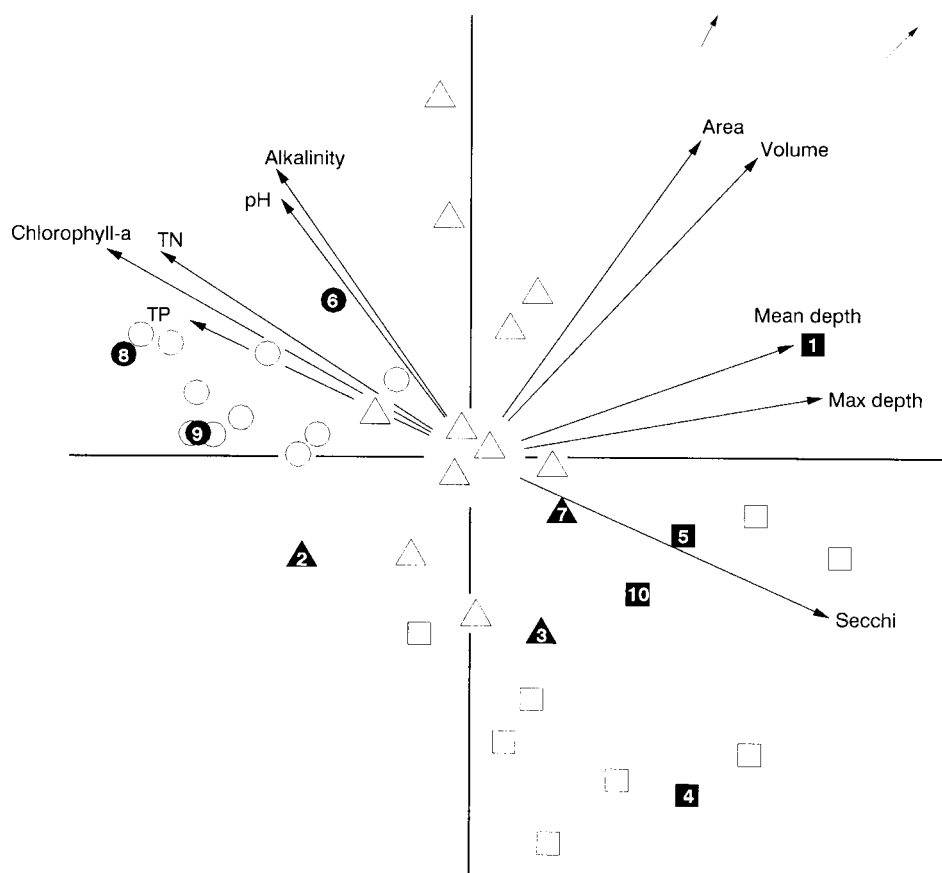 Area
Volume
Alkalinity
pH
Chlorophyll-a
TN
6
TP
Mean depth
1
8
Max depth
9
7
5
2
10
3
Secchi
4